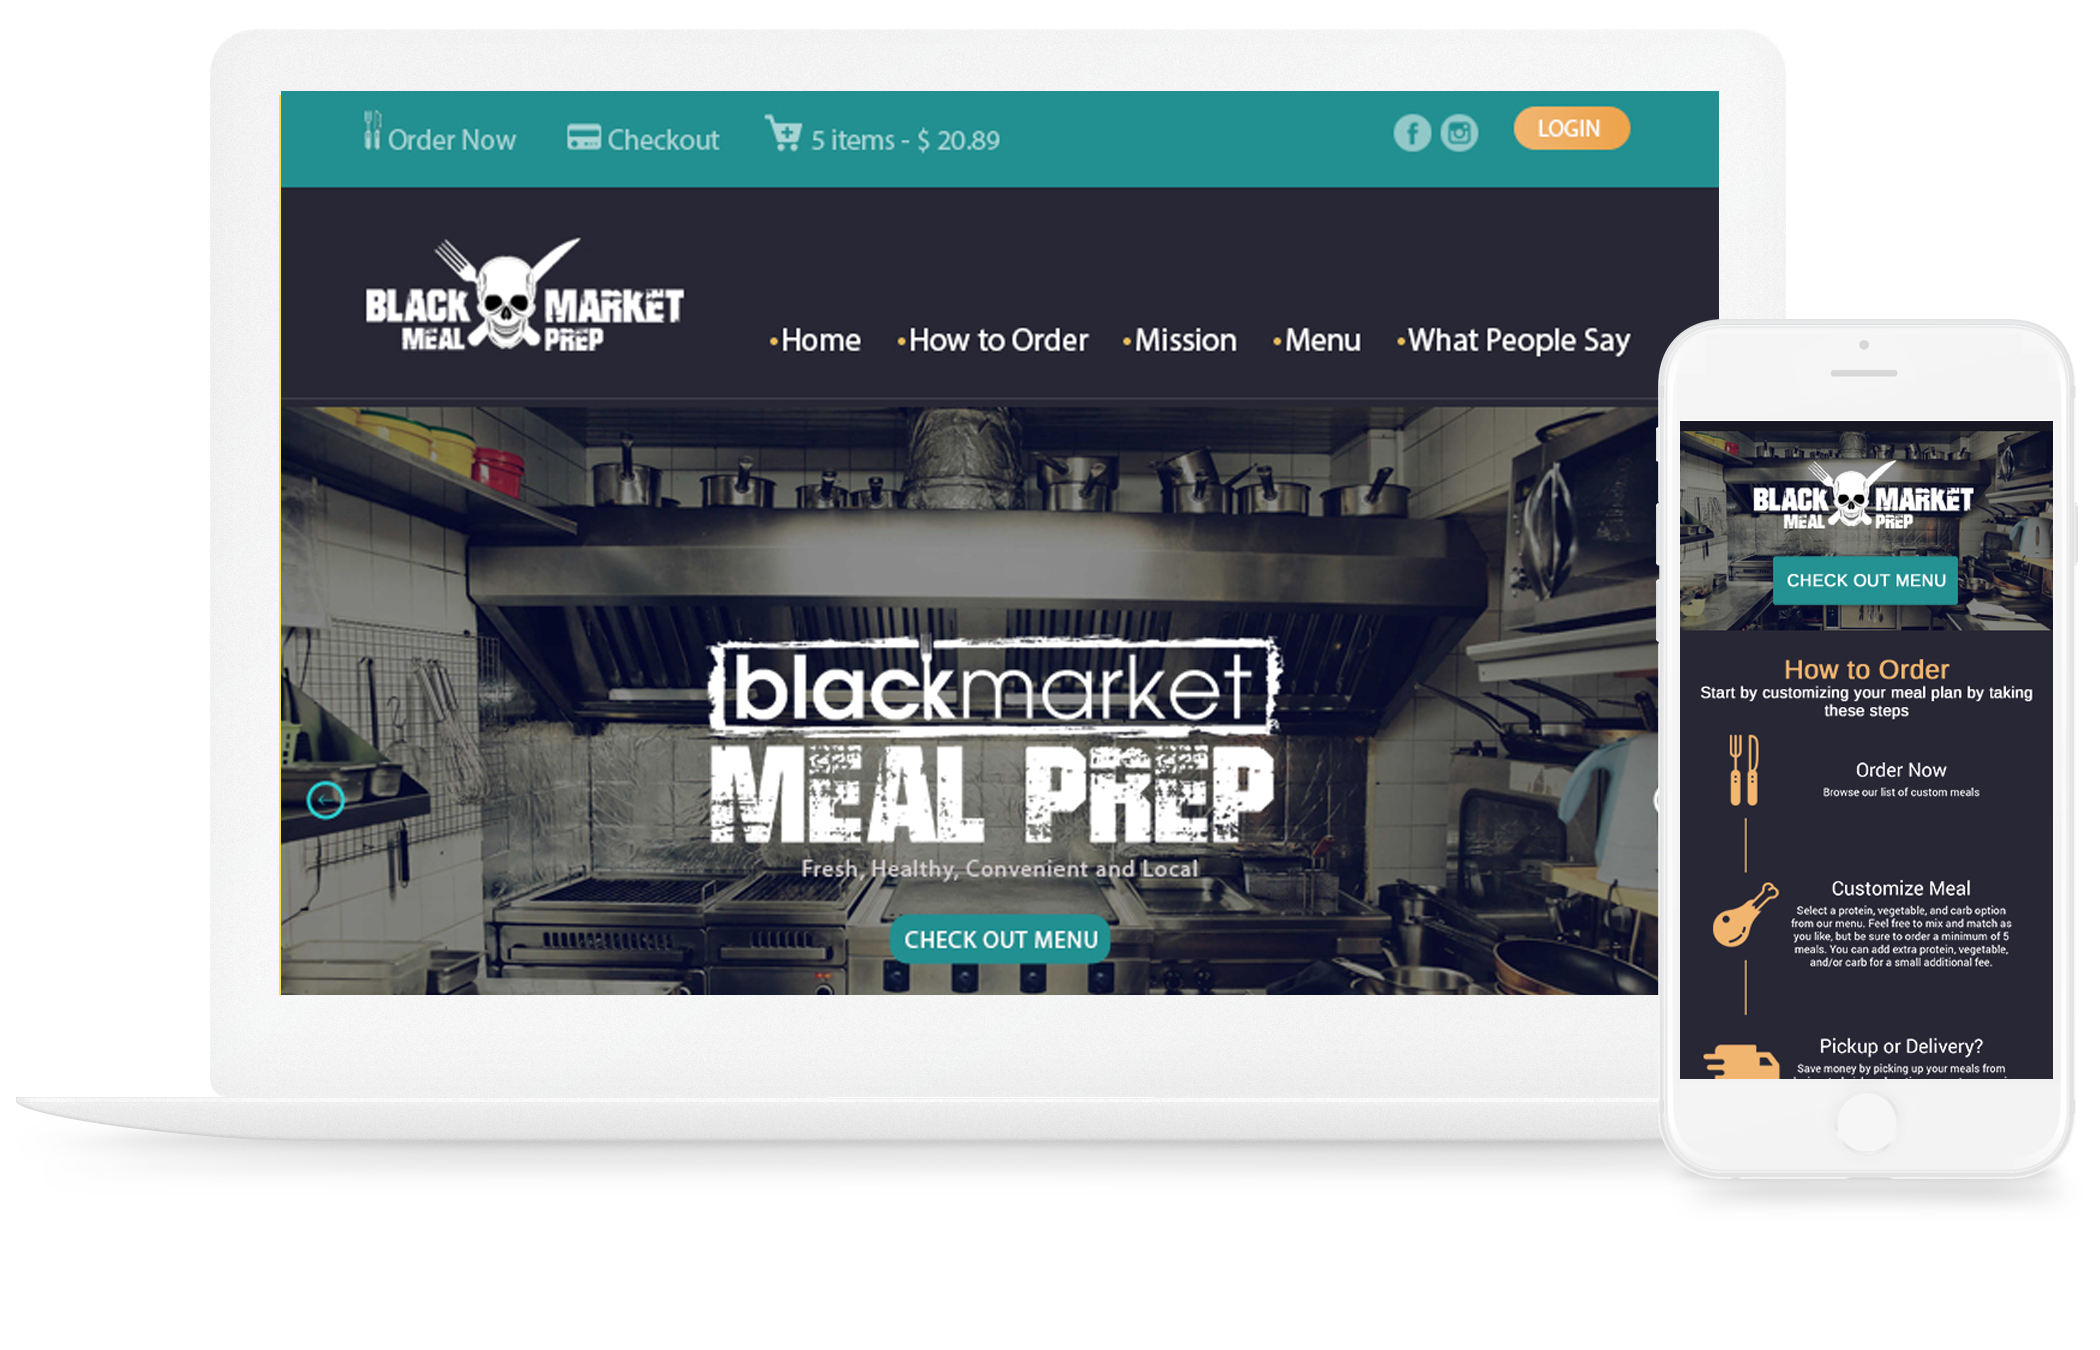 Order Now
Checkout
5 items - $ 20.89
LOGIN
BLACK MARKET
MEAL PREP
•Home
•How to Order
•Mission
•Menu
•What People Say
blackmarket
MEAL PREP
Fresh, Healthy, Convenient and Local
CHECK OUT MENU
BLACK MARKET
MEAL PREP
CHECK OUT MENU
How to Order
Start by customizing your meal plan by taking
these steps
Order Now
Browse our list of custom meals
Customize Meal
Select a protein, vegetable, and carb option
from our menu. Feel free to mix and match as
you like, but be sure to order a minimum of 5
meals. You can add extra protein, vegetable,
and/or carb for a small additional fee.
Pickup or Delivery?
Save money by picking up your meals from